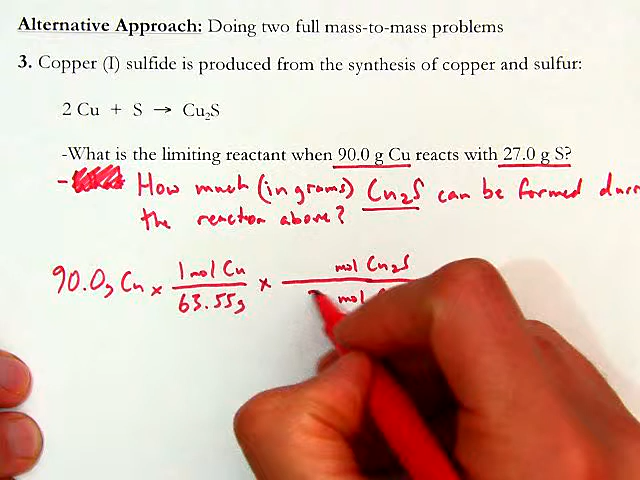 Alternative Approach: Doing two full mass-to-mass problems
3. Copper (I) sulfide is produced from the synthesis of copper and sulfur:
2 Cu + S → Cu₂S
-What is the limiting reactant when 90.0 g Cu reacts with 27.0 g S?
- How much (in grams) Cu₂S can be formed
the reaction above?
90.0g Cu × 1 mol Cu / 63.55g × mol Cu₂S / mol